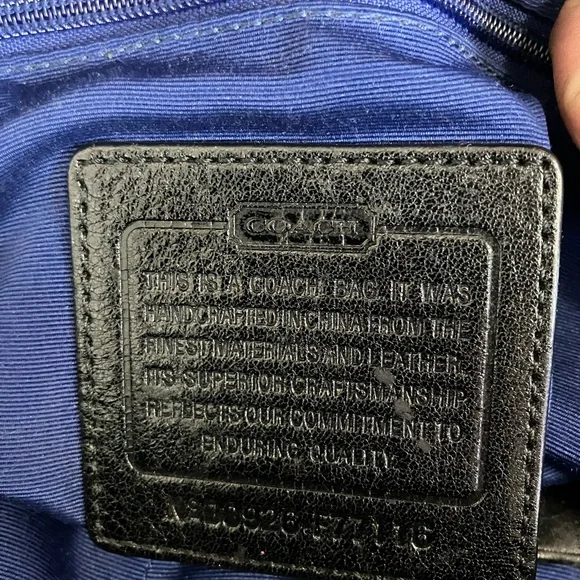 COACH
THIS IS A COACH BAG. IT WAS
HANDCRAFTED IN CHINA FROM THE
FINEST MATERIALS AND LEATHER.
ITS SUPERIOR CRAFTSMANSHIP
REFLECTS OUR COMMITMENT TO
ENDURING QUALITY.